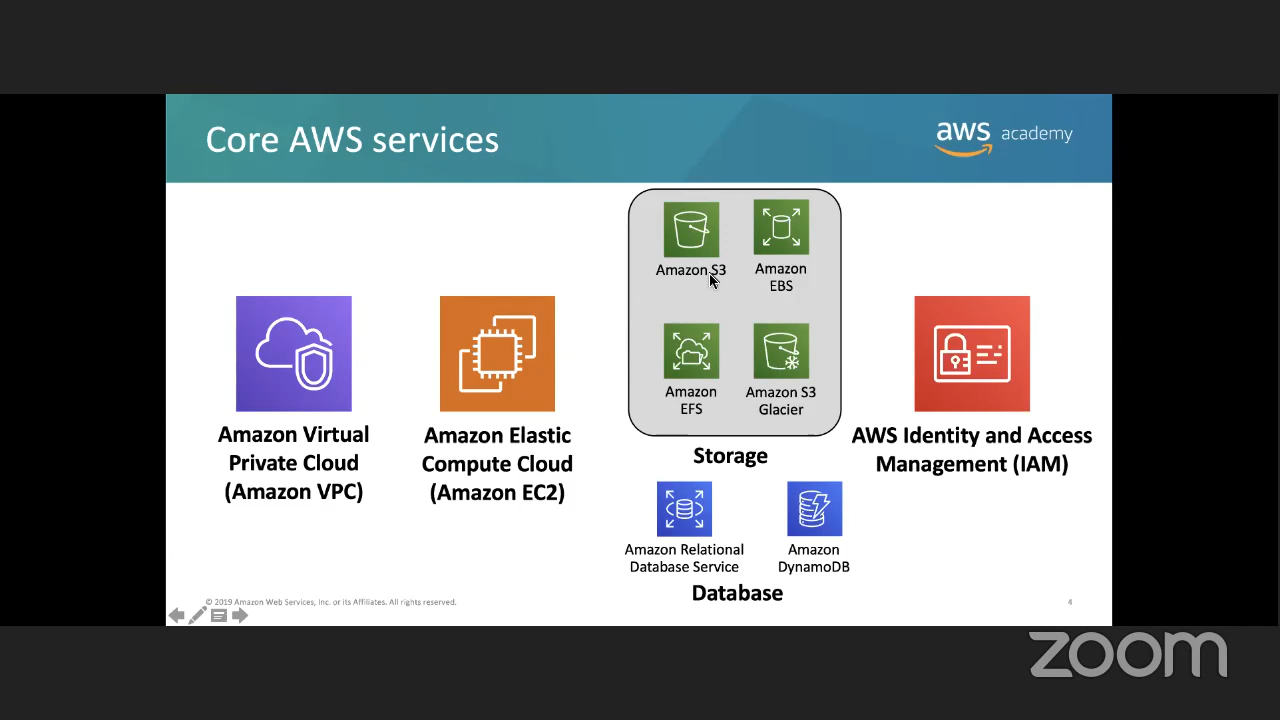 Core AWS services
aws academy
Amazon S3
Amazon
EBS
Amazon
EFS
Amazon S3
Glacier
Amazon Virtual
Private Cloud
(Amazon VPC)
Amazon Elastic
Compute Cloud
(Amazon EC2)
Storage
AWS Identity and Access
Management (IAM)
Amazon Relational
Database Service
Amazon
DynamoDB
Database
© 2019 Amazon Web Services, Inc. or its Affiliates. All rights reserved.
4
zoom